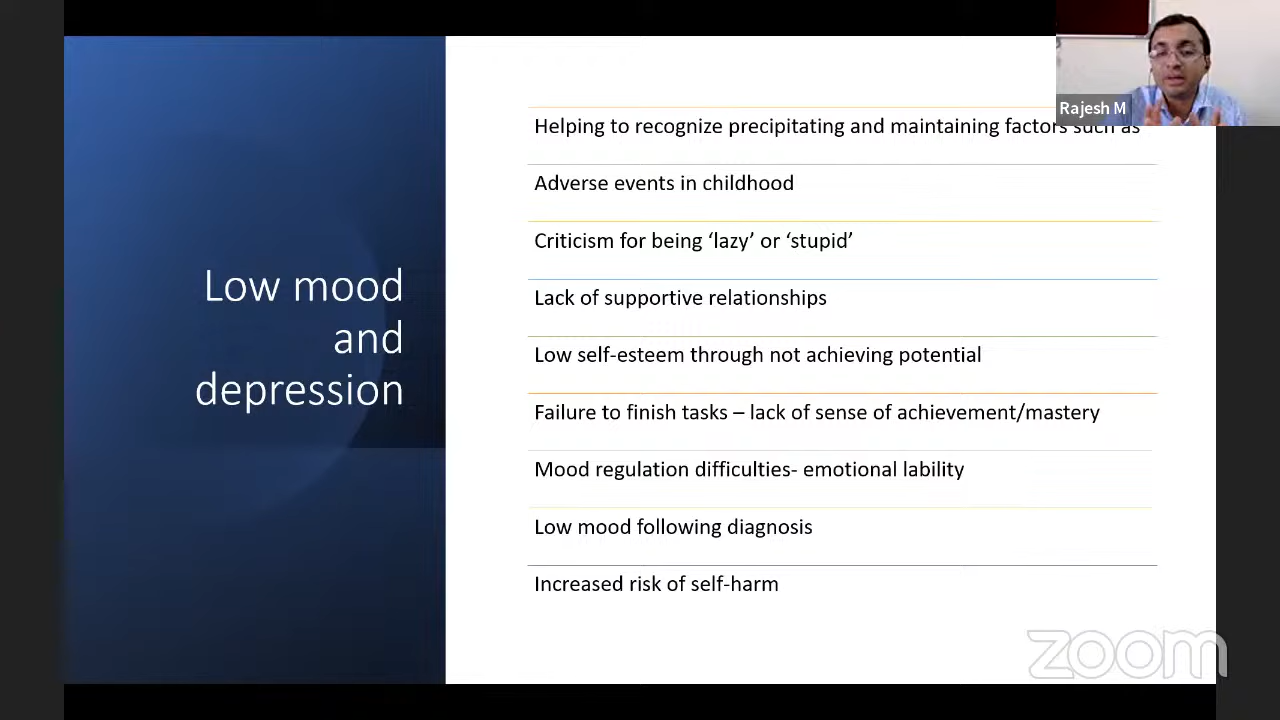 Rajesh M
Low mood
and
depression
Helping to recognize precipitating and maintaining factors such as
Adverse events in childhood
Criticism for being ‘lazy’ or ‘stupid’
Lack of supportive relationships
Low self-esteem through not achieving potential
Failure to finish tasks – lack of sense of achievement/mastery
Mood regulation difficulties- emotional lability
Low mood following diagnosis
Increased risk of self-harm
zoom